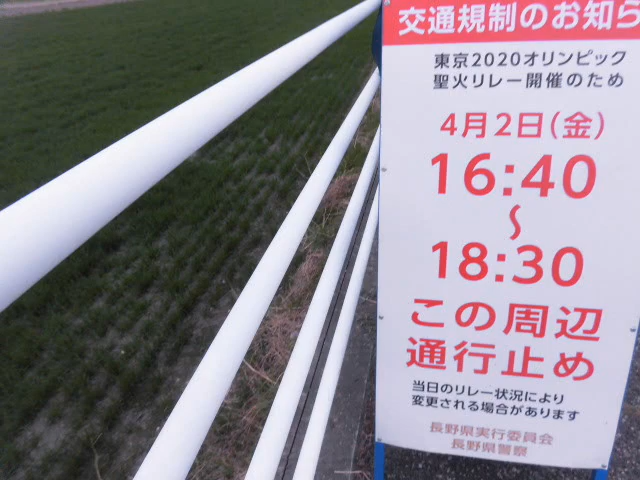 交通規制のお知ら
東京2020オリンピック
聖火リレー開催のため
4月2日(金)
16:40
～
18:30
この周辺
通行止め
当日のリレー状況により
変更される場合があります
長野県実行委員会
長野県警察